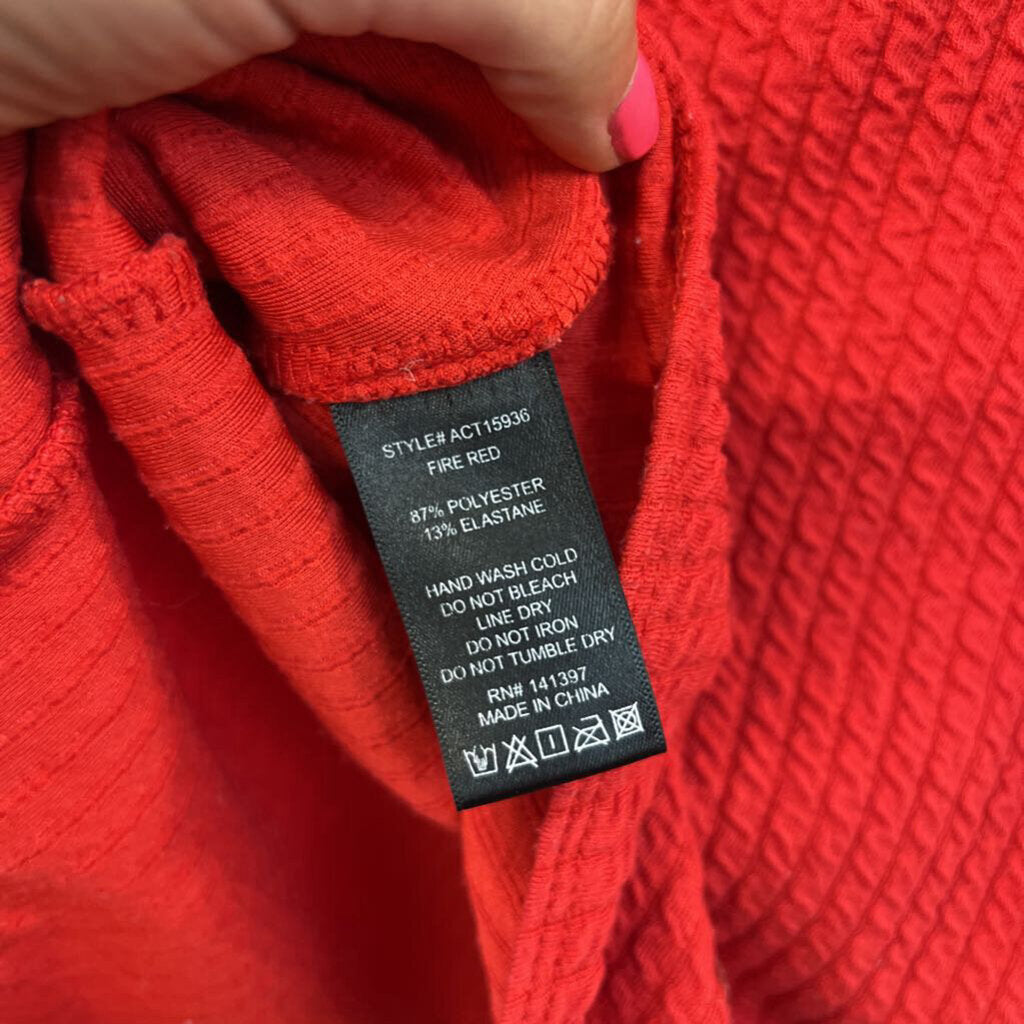 STYLE# ACT15936
FIRE RED
87% POLYESTER
13% ELASTANE
HAND WASH COLD
DO NOT BLEACH
LINE DRY
DO NOT IRON
DO NOT TUMBLE DRY
RN# 141397
MADE IN CHINA